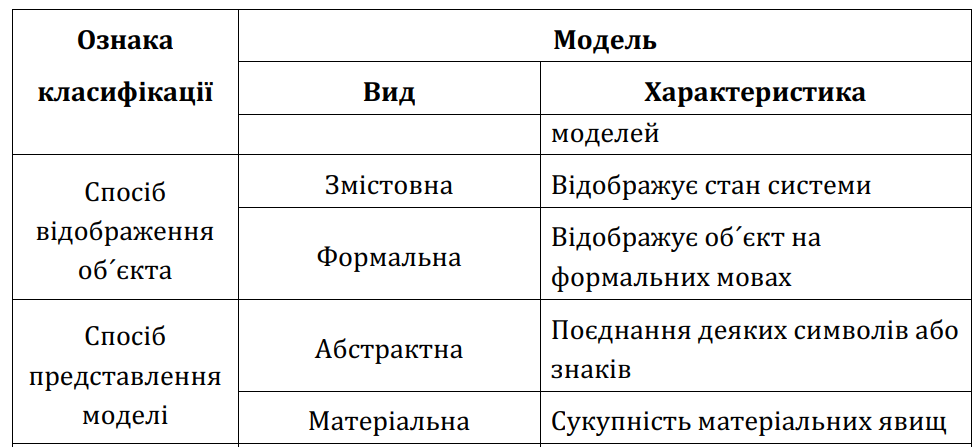 Ознака
класифікації
Модель
Вид
Характеристика
моделей
Спосіб
відображення
об´єкта
Змістовна
Відображує стан системи
Формальна
Відображує об´єкт на
формальних мовах
Спосіб
представлення
моделі
Абстрактна
Поєднання деяких символів або
знаків
Матеріальна
Сукупність матеріальних явищ